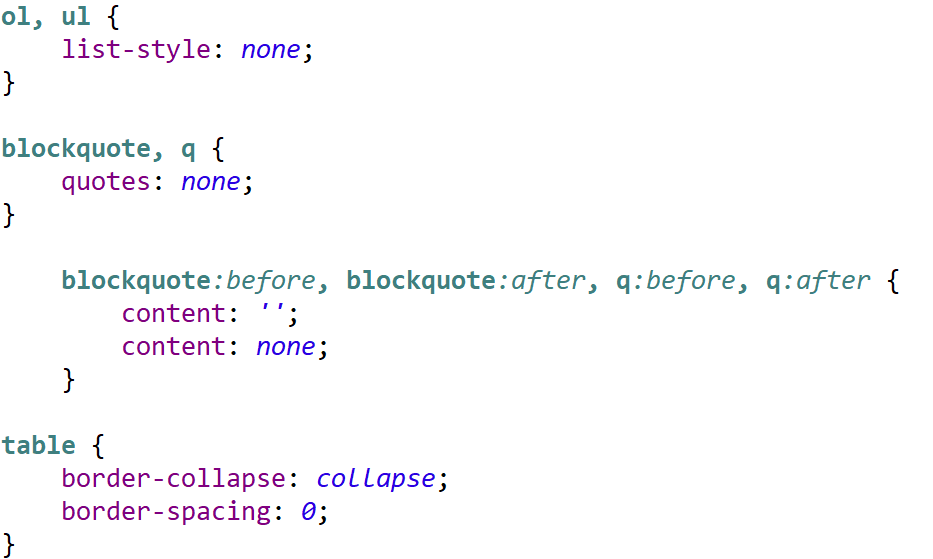 ol, ul {
    list-style: none;
}

blockquote, q {
    quotes: none;
}

    blockquote:before, blockquote:after, q:before, q:after {
        content: '';
        content: none;
    }

table {
    border-collapse: collapse;
    border-spacing: 0;
}